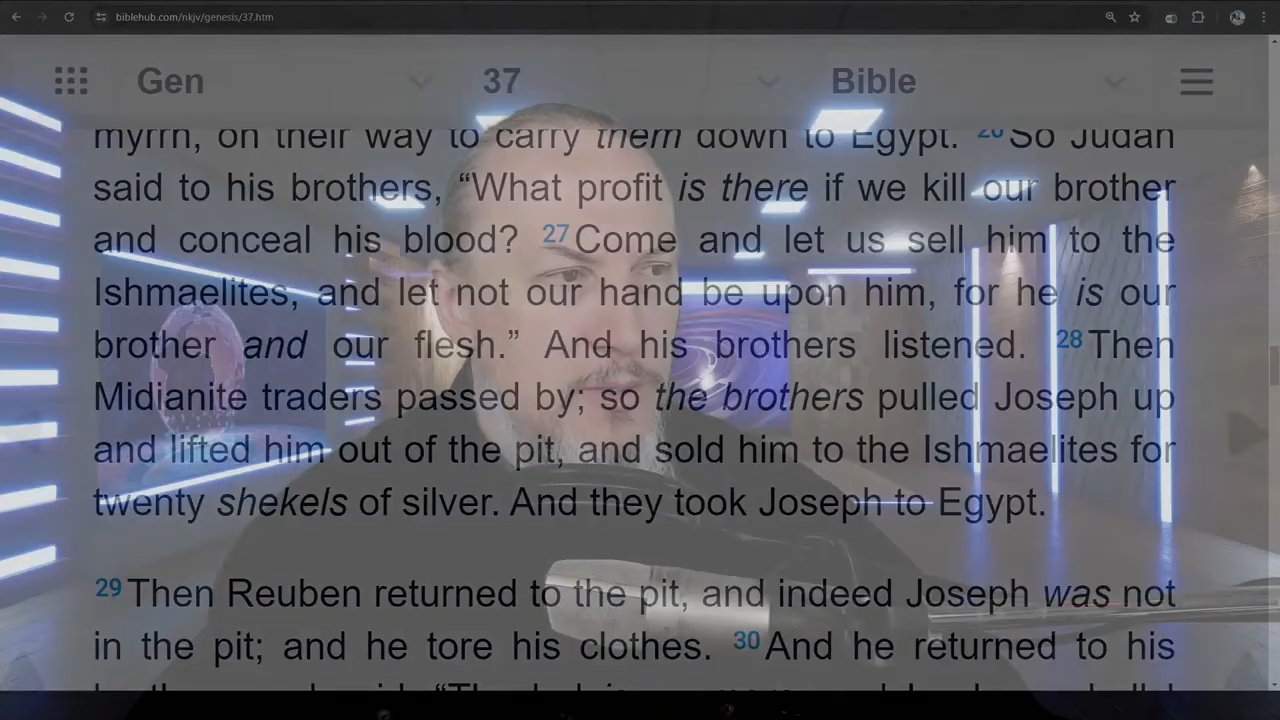 biblehub.com/nkjv/genesis/37.htm
Gen 37 Bible
myrrh, on their way to carry them down to Egypt. 26 So Judah
said to his brothers, “What profit is there if we kill our brother
and conceal his blood? 27 Come and let us sell him to the
Ishmaelites, and let not our hand be upon him, for he is our
brother and our flesh.” And his brothers listened. 28 Then
Midianite traders passed by; so the brothers pulled Joseph up
and lifted him out of the pit, and sold him to the Ishmaelites for
twenty shekels of silver. And they took Joseph to Egypt.
29 Then Reuben returned to the pit, and indeed Joseph was not
in the pit; and he tore his clothes. 30 And he returned to his